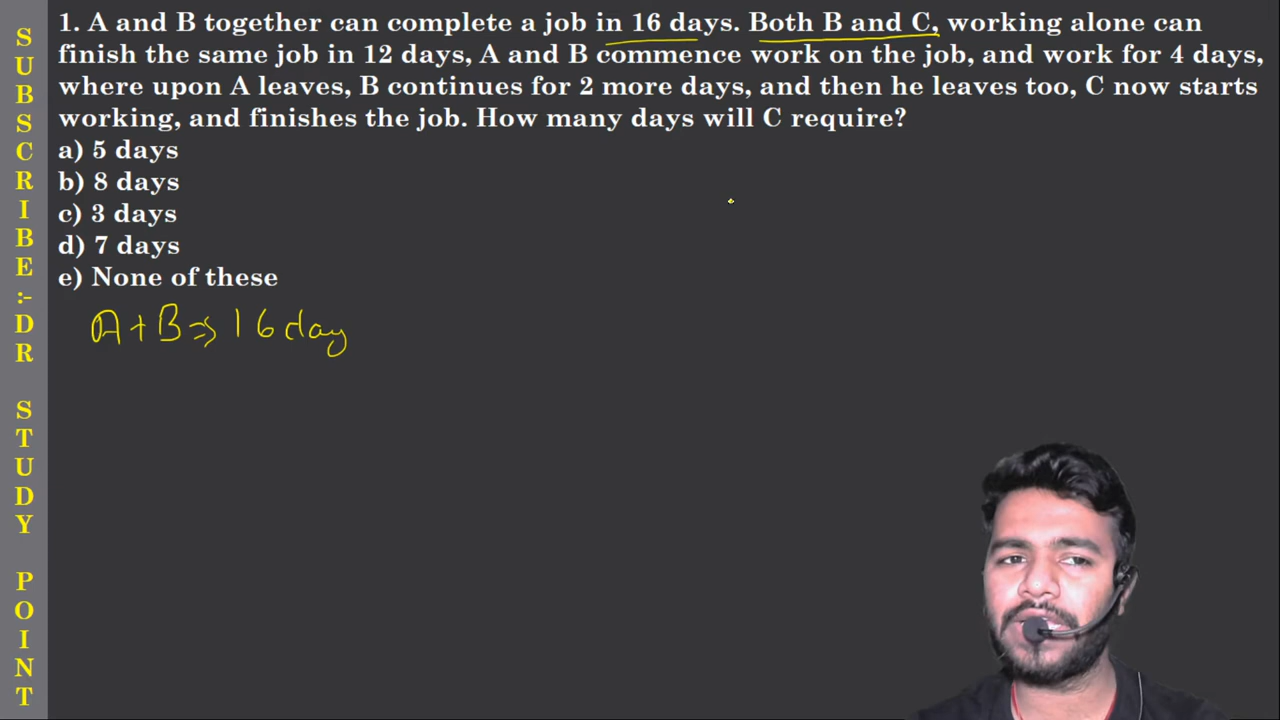 1. A and B together can complete a job in 16 days. Both B and C, working alone can
finish the same job in 12 days, A and B commence work on the job, and work for 4 days,
where upon A leaves, B continues for 2 more days, and then he leaves too, C now starts
working, and finishes the job. How many days will C require?
a) 5 days
b) 8 days
c) 3 days
d) 7 days
e) None of these
A+B⇒16 day
SUBSCRIBE:-DR STUDY POINT